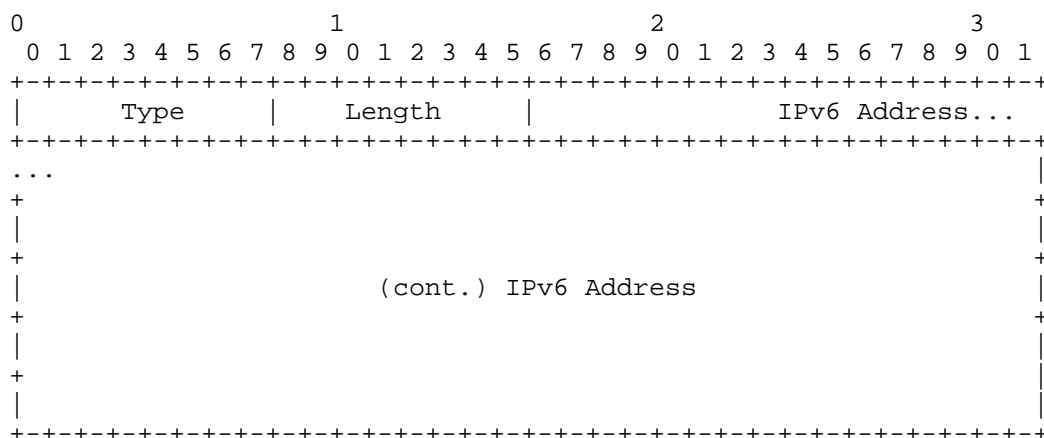 0                   1                   2                   3
 0 1 2 3 4 5 6 7 8 9 0 1 2 3 4 5 6 7 8 9 0 1 2 3 4 5 6 7 8 9 0 1
+-+-+-+-+-+-+-+-+-+-+-+-+-+-+-+-+-+-+-+-+-+-+-+-+-+-+-+-+-+-+-+-+
|      Type     |    Length     |               IPv6 Address...
+-+-+-+-+-+-+-+-+-+-+-+-+-+-+-+-+-+-+-+-+-+-+-+-+-+-+-+-+-+-+-+-+
...                                                             |
+                                                               +
|                                                               |
+                                                               +
|                      (cont.) IPv6 Address                     |
+                                                               +
|                                                               |
+                                                               |
|                                                               |
+-+-+-+-+-+-+-+-+-+-+-+-+-+-+-+-+-+-+-+-+-+-+-+-+-+-+-+-+-+-+-+-+